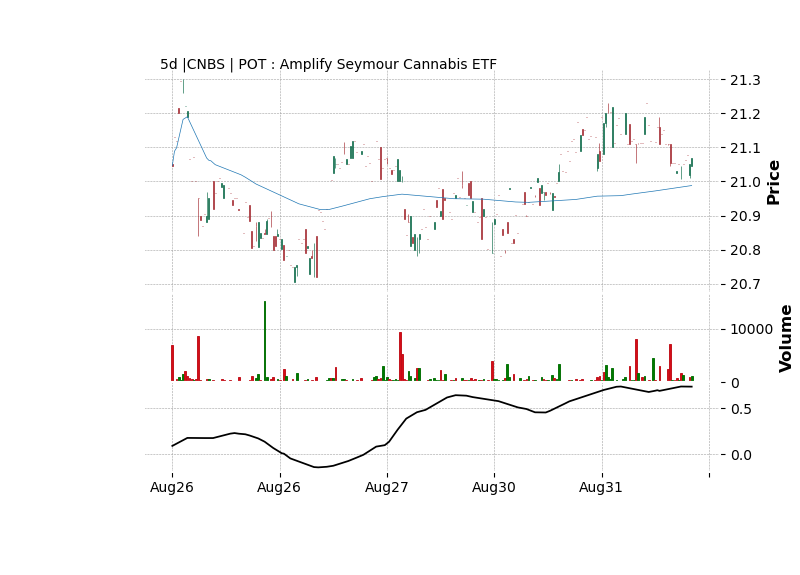 5d |CNBS | POT : Amplify Seymour Cannabis ETF
21.3
21.2
21.1
21.0
20.9
20.8
20.7
Price
10000
0
Volume
0.5
0.0
Aug26 Aug26 Aug27 Aug30 Aug31